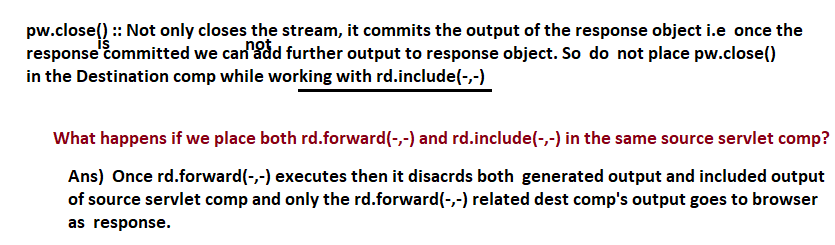 pw.close() :: Not only closes the stream, it commits the output of the response object i.e once the
response is committed we can not add further output to response object. So do not place pw.close()
in the Destination comp while working with rd.include(-,-)
What happens if we place both rd.forward(-,-) and rd.include(-,-) in the same source servlet comp?
Ans) Once rd.forward(-,-) executes then it disacrds both generated output and included output
of source servlet comp and only the rd.forward(-,-) related dest comp's output goes to browser
as response.